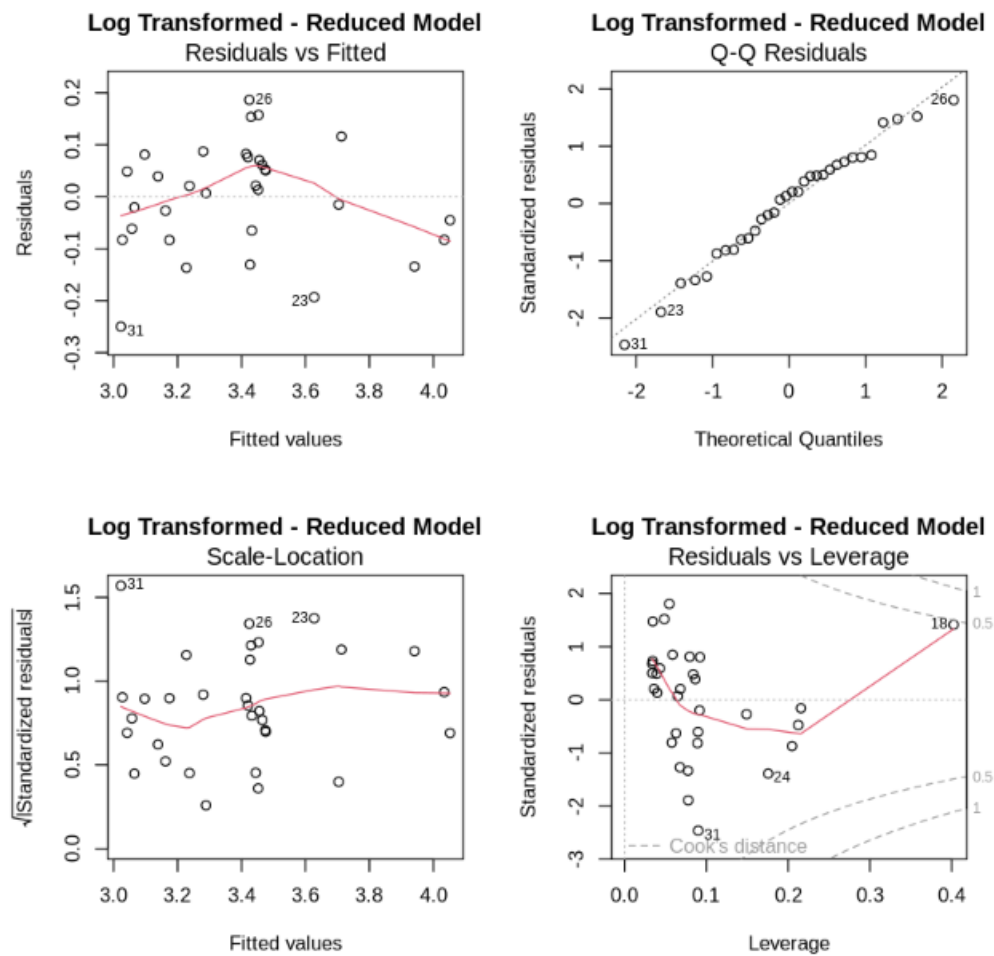 Log Transformed - Reduced Model
Residuals vs Fitted
Residuals
0.2
0.1
0.0
-0.1
-0.2
-0.3
26
23
31
3.0 3.2 3.4 3.6 3.8 4.0
Fitted values
Log Transformed - Reduced Model
Q-Q Residuals
Standardized residuals
2
1
0
-1
-2
26
23
31
-2 -1 0 1 2
Theoretical Quantiles
Log Transformed - Reduced Model
Scale-Location
√|Standardized residuals|
1.5
1.0
0.5
0.0
31
26
23
3.0 3.2 3.4 3.6 3.8 4.0
Fitted values
Log Transformed - Reduced Model
Residuals vs Leverage
Standardized residuals
2
1
0
-1
-2
-3
1
0.5
18
24
0.5
1
31
Cook's distance
0.0 0.1 0.2 0.3 0.4
Leverage